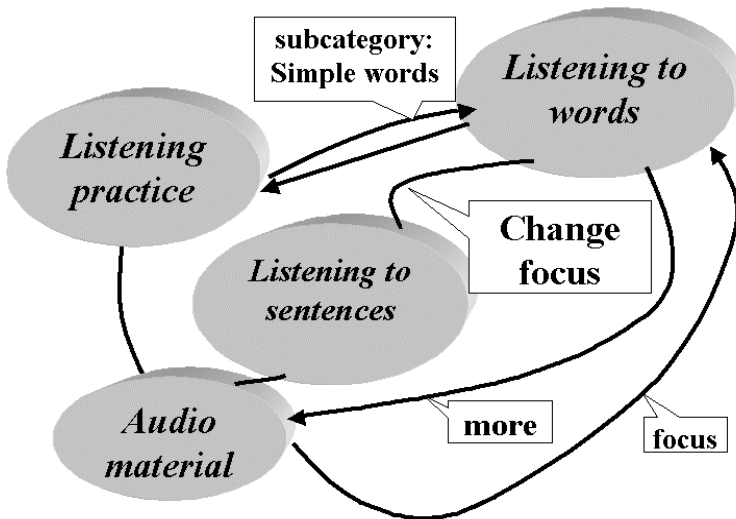 subcategory:
Simple words
Listening to
words
Listening
practice
Change
focus
Listening to
sentences
Audio
material
more
focus